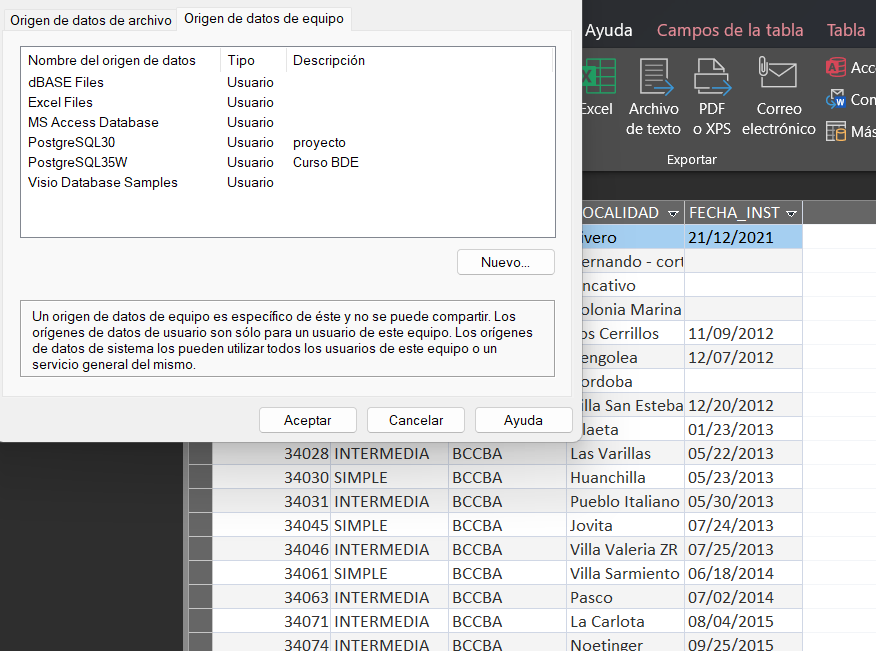 Origen de datos de archivo
Origen de datos de equipo
Nombre del origen de datos Tipo Descripción
dBASE Files Usuario
Excel Files Usuario
MS Access Database Usuario
PostgreSQL30 Usuario proyecto
PostgreSQL35W Usuario Curso BDE
Visio Database Samples Usuario
Nuevo...
Un origen de datos de equipo es específico de éste y no se puede compartir. Los
orígenes de datos de usuario son sólo para un usuario de este equipo. Los orígenes
de datos de sistema los pueden utilizar todos los usuarios de este equipo o un
servicio general del mismo.
Aceptar Cancelar Ayuda
Ayuda Campos de la tabla Tabla
Excel
Archivo
de texto
PDF
o XPS
Correo
electrónico
Acc
Con
Más
Exportar
OCALIDAD FECHA_INST
ivero 21/12/2021
ernando - cort
ncativo
olonia Marina
os Cerrillos 11/09/2012
engolea 12/07/2012
ordoba
illa San Esteba 12/20/2012
laeta 01/23/2013
34028 INTERMEDIA BCCBA Las Varillas 05/22/2013
34030 SIMPLE BCCBA Huanchilla 05/23/2013
34031 INTERMEDIA BCCBA Pueblo Italiano 05/30/2013
34045 SIMPLE BCCBA Jovita 07/24/2013
34046 INTERMEDIA BCCBA Villa Valeria ZR 07/25/2013
34061 SIMPLE BCCBA Villa Sarmiento 06/18/2014
34063 INTERMEDIA BCCBA Pasco 07/02/2014
34071 INTERMEDIA BCCBA La Carlota 08/04/2015
34074 INTERMEDIA BCCBA Noetinger 09/25/2015